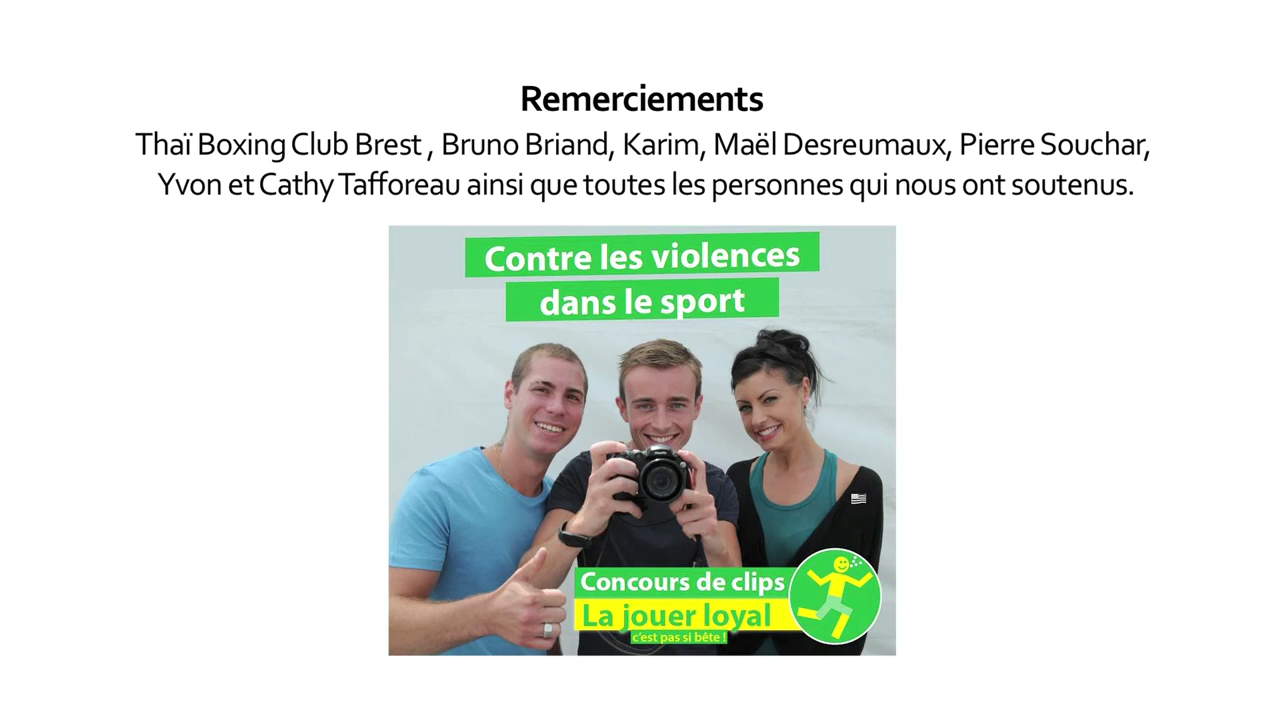 Remerciements
Thaï Boxing Club Brest , Bruno Briand, Karim, Maël Desreumaux, Pierre Souchar,
Yvon et Cathy Tafforeau ainsi que toutes les personnes qui nous ont soutenus.
Contre les violences
dans le sport
Concours de clips
La jouer loyal
c'est pas si bête !